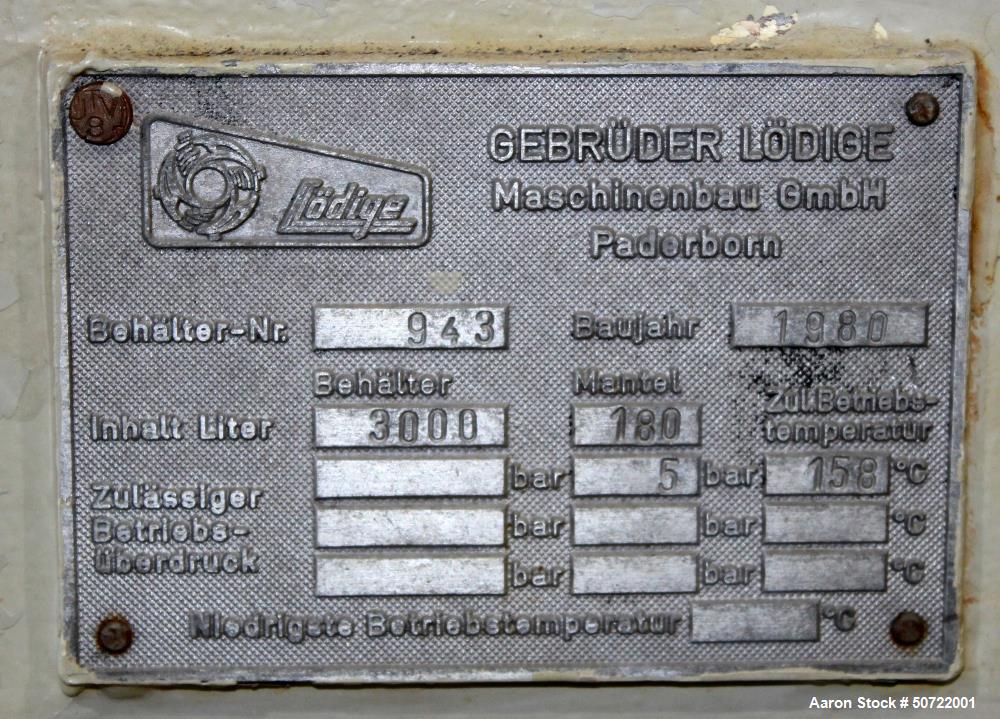 Lödige
GEBRÜDER LÖDIGE
Maschinenbau GmbH
Paderborn
Behälter-Nr. 943 Baujahr 1980
Behälter Mantel Zul.Betriebs-
Inhalt Liter 3000 180 temperatur
bar 5 bar 158 °C
Zulässiger
Betriebs- bar bar °C
überdruck bar bar °C
Niedrigste Betriebstemperatur °C
Aaron Stock # 50722001